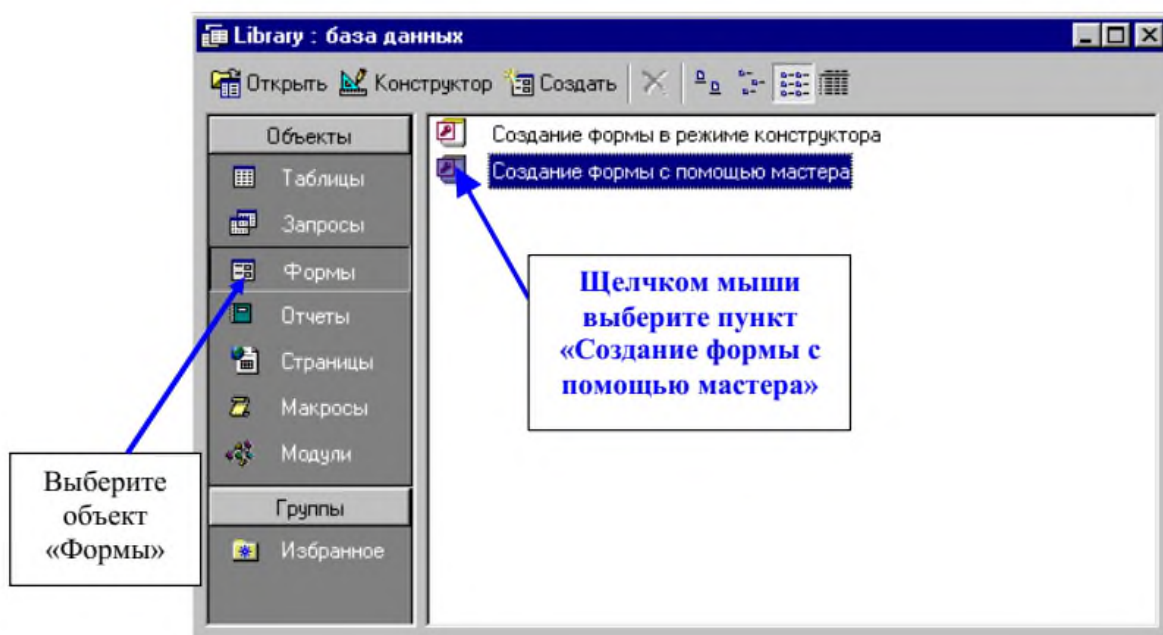 Library : база данных
Открыть Конструктор Создать
Объекты
Таблицы
Запросы
Формы
Отчеты
Страницы
Макросы
Модули
Группы
Избранное
Создание формы в режиме конструктора
Создание формы с помощью мастера
Щелчком мыши
выберите пункт
«Создание формы с
помощью мастера»
Выберите
объект
«Формы»